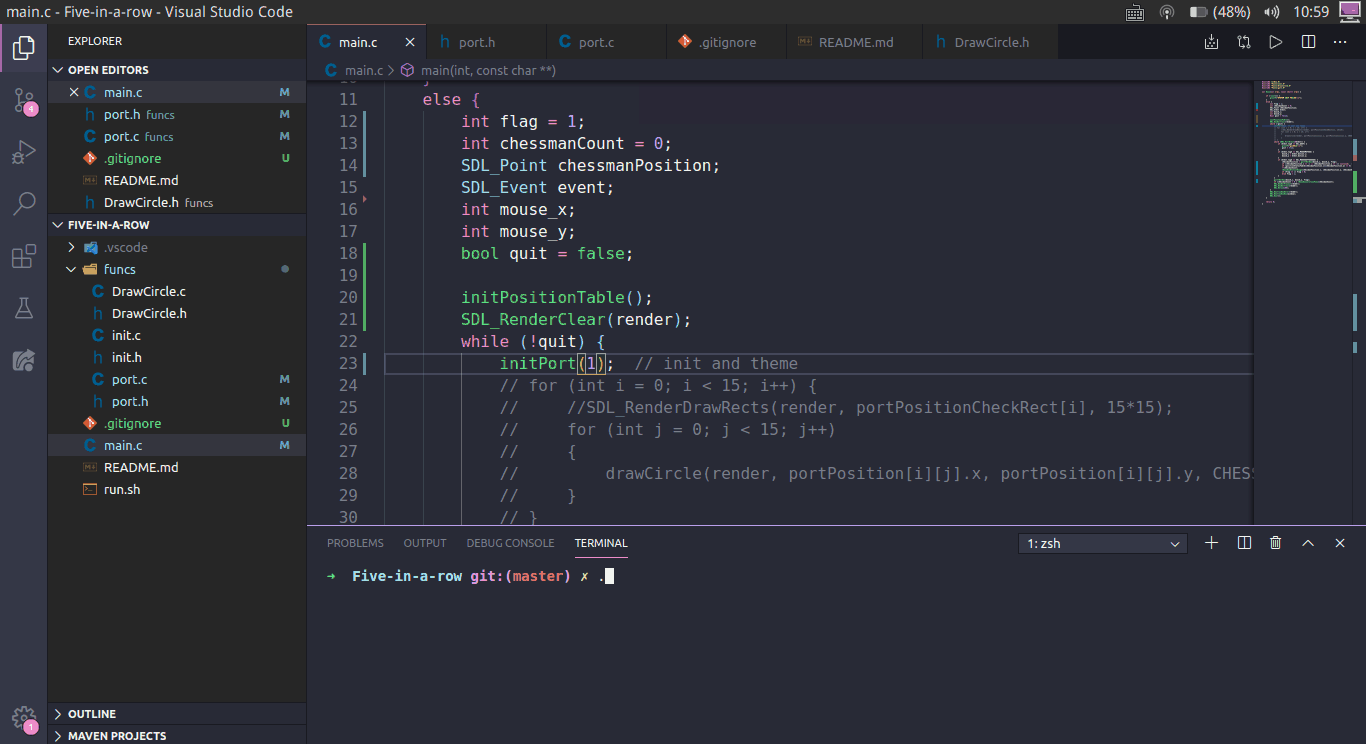 main.c - Five-in-a-row - Visual Studio Code
(48%)
10:59
EXPLORER
OPEN EDITORS
main.c M
port.h funcs M
port.c funcs M
.gitignore U
README.md
DrawCircle.h funcs
FIVE-IN-A-ROW
.vscode
funcs
DrawCircle.c
DrawCircle.h
init.c
init.h
port.c M
port.h M
.gitignore U
main.c M
README.md
run.sh
OUTLINE
MAVEN PROJECTS
4
1
main.c port.h port.c .gitignore README.md DrawCircle.h
main.c > main(int, const char **)
11 else {
12 int flag = 1;
13 int chessmanCount = 0;
14 SDL_Point chessmanPosition;
15 SDL_Event event;
16 int mouse_x;
17 int mouse_y;
18 bool quit = false;
19
20 initPositionTable();
21 SDL_RenderClear(render);
22 while (!quit) {
23 initPort(1); // init and theme
24 // for (int i = 0; i < 15; i++) {
25 // //SDL_RenderDrawRects(render, portPositionCheckRect[i], 15*15);
26 // for (int j = 0; j < 15; j++)
27 // {
28 // drawCircle(render, portPosition[i][j].x, portPosition[i][j].y, CHESS
29 // }
30 // }
PROBLEMS OUTPUT DEBUG CONSOLE TERMINAL
1: zsh
➜ Five-in-a-row git:(master) ✗ .